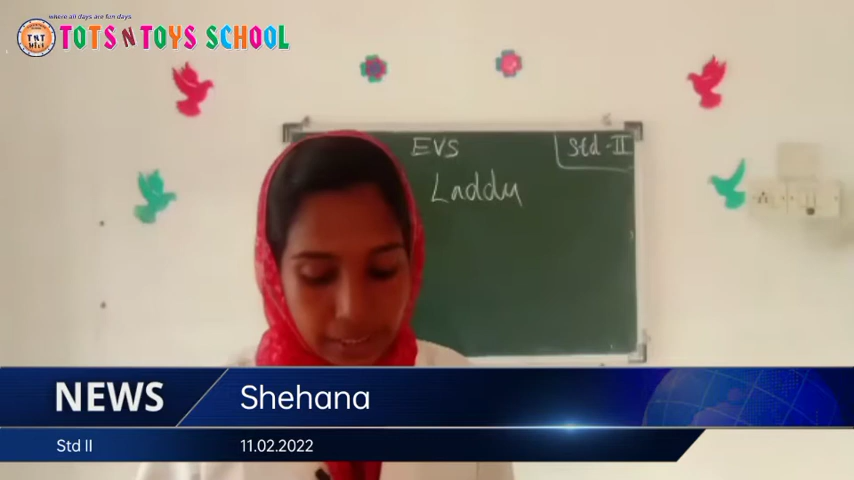 where all days are fun days
TOTS N TOYS SCHOOL
TNT
EVS
Std - II
Laddu
NEWS
Shehana
Std II
11.02.2022